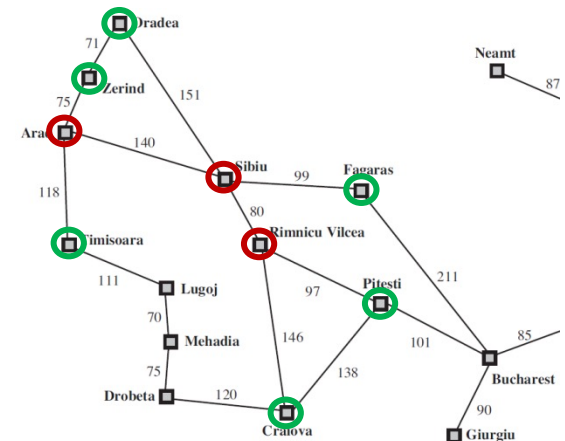 Oradea
71
Neamt
87
Zerind
75
151
Arad
140
Sibiu
Fagaras
99
118
80
Timisoara
Rimnicu Vilcea
Pitesti
211
111
Lugoj
97
70
85
146
101
Mehadia
138
Bucharest
75
Drobeta
120
90
Craiova
Giurgiu